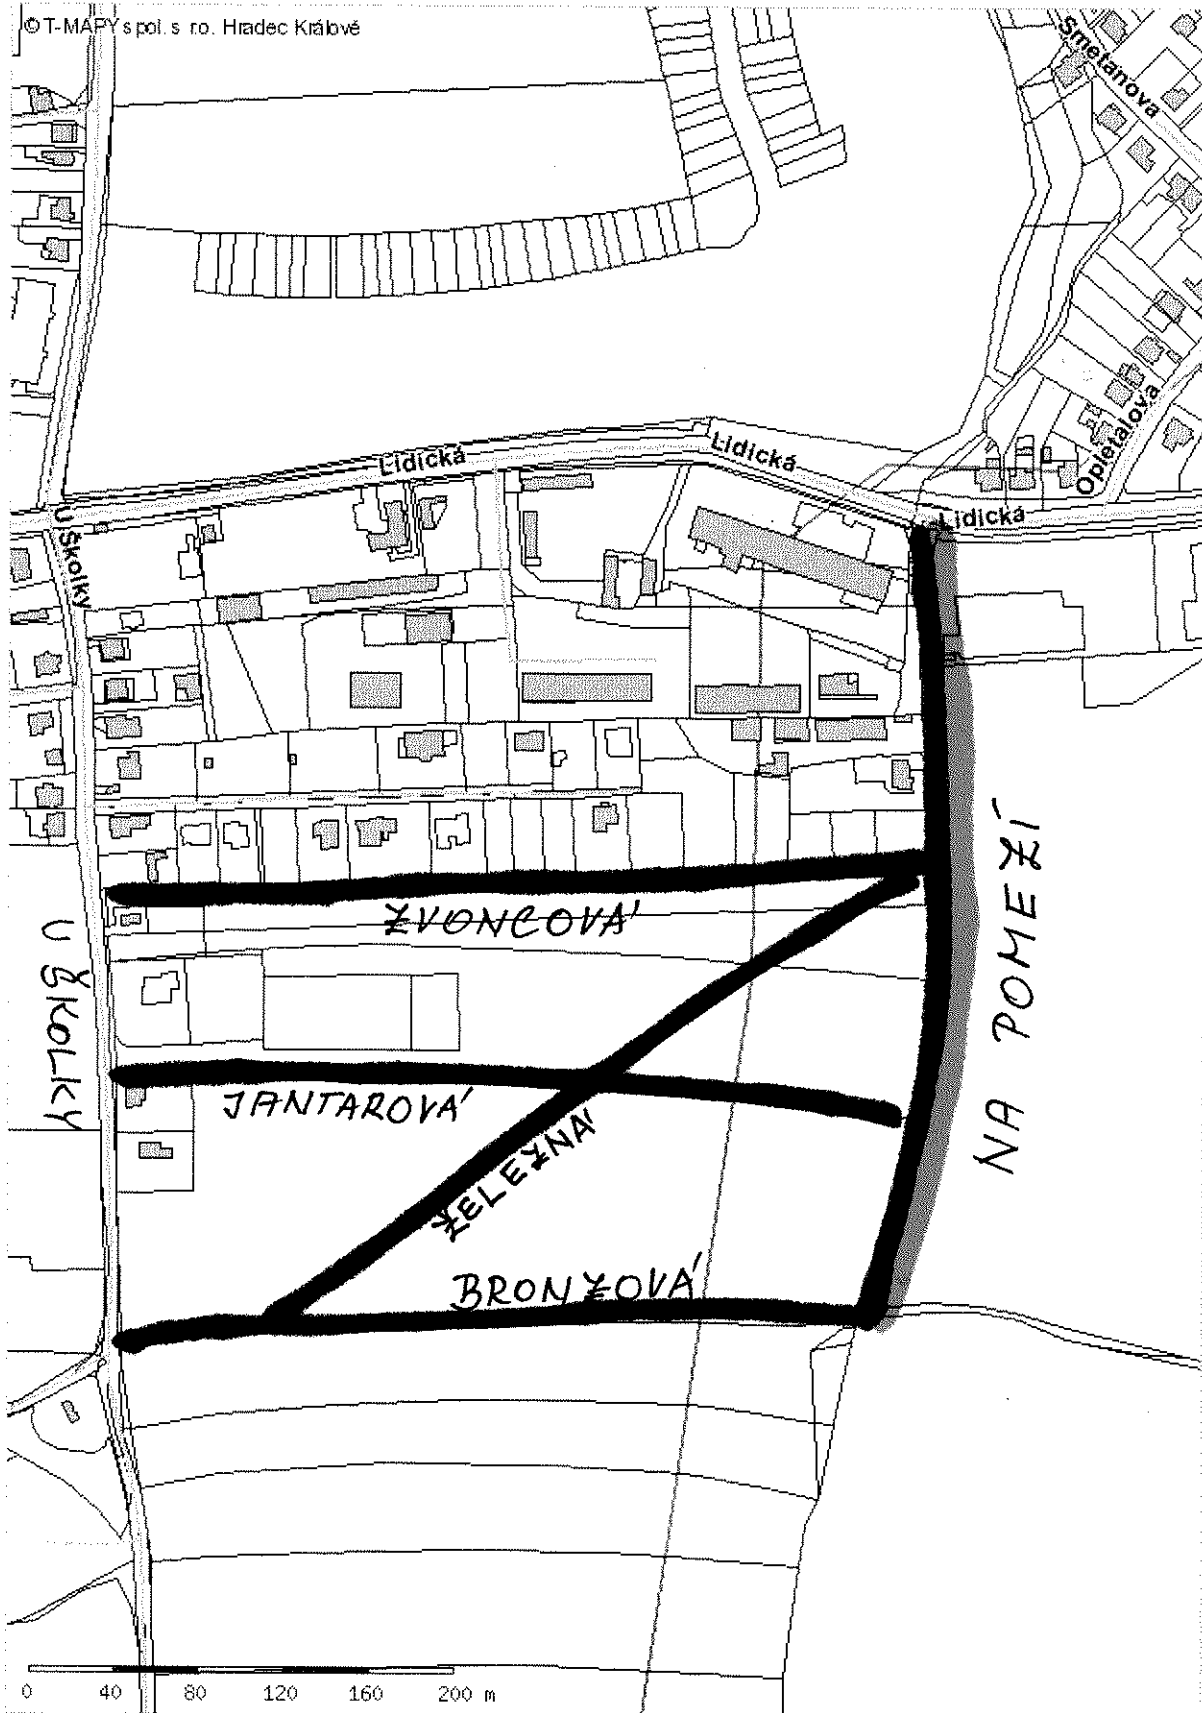 © T-MAPY spol. s r.o. Hradec Králové
Smetanova
Lidická
Lidická
Opletalova
Lidická
U Školky
NA POMEZÍ
ZVONCOVÁ
U ŠKOLKY
JANTAROVÁ
ŽELEZNÁ
BRONZOVÁ
0 40 80 120 160 200 m